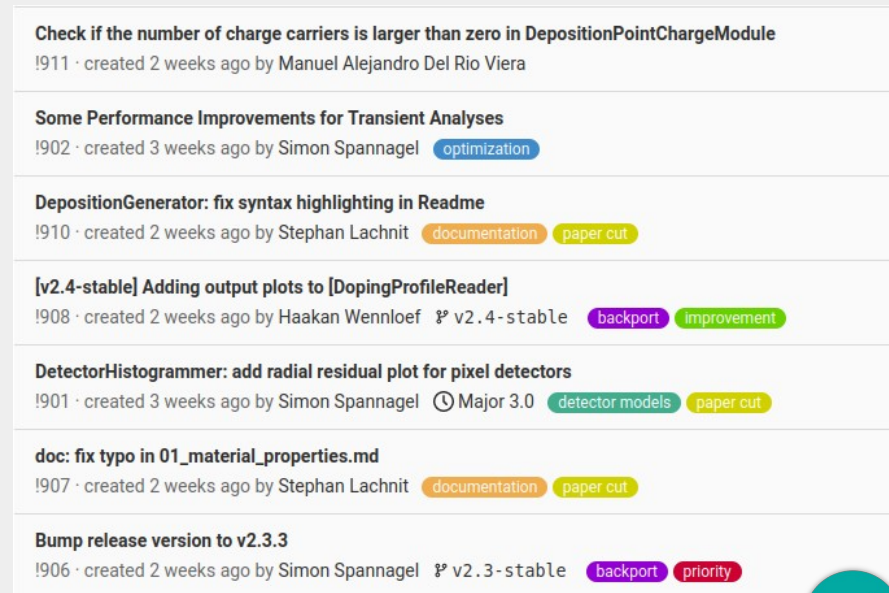 Check if the number of charge carriers is larger than zero in DepositionPointChargeModule
!911 · created 2 weeks ago by Manuel Alejandro Del Rio Viera
Some Performance Improvements for Transient Analyses
!902 · created 3 weeks ago by Simon Spannagel optimization
DepositionGenerator: fix syntax highlighting in Readme
!910 · created 2 weeks ago by Stephan Lachnit documentation paper cut
[v2.4-stable] Adding output plots to [DopingProfileReader]
!908 · created 2 weeks ago by Haakan Wennloef v2.4-stable backport improvement
DetectorHistogrammer: add radial residual plot for pixel detectors
!901 · created 3 weeks ago by Simon Spannagel Major 3.0 detector models paper cut
doc: fix typo in 01_material_properties.md
!907 · created 2 weeks ago by Stephan Lachnit documentation paper cut
Bump release version to v2.3.3
!906 · created 2 weeks ago by Simon Spannagel v2.3-stable backport priority